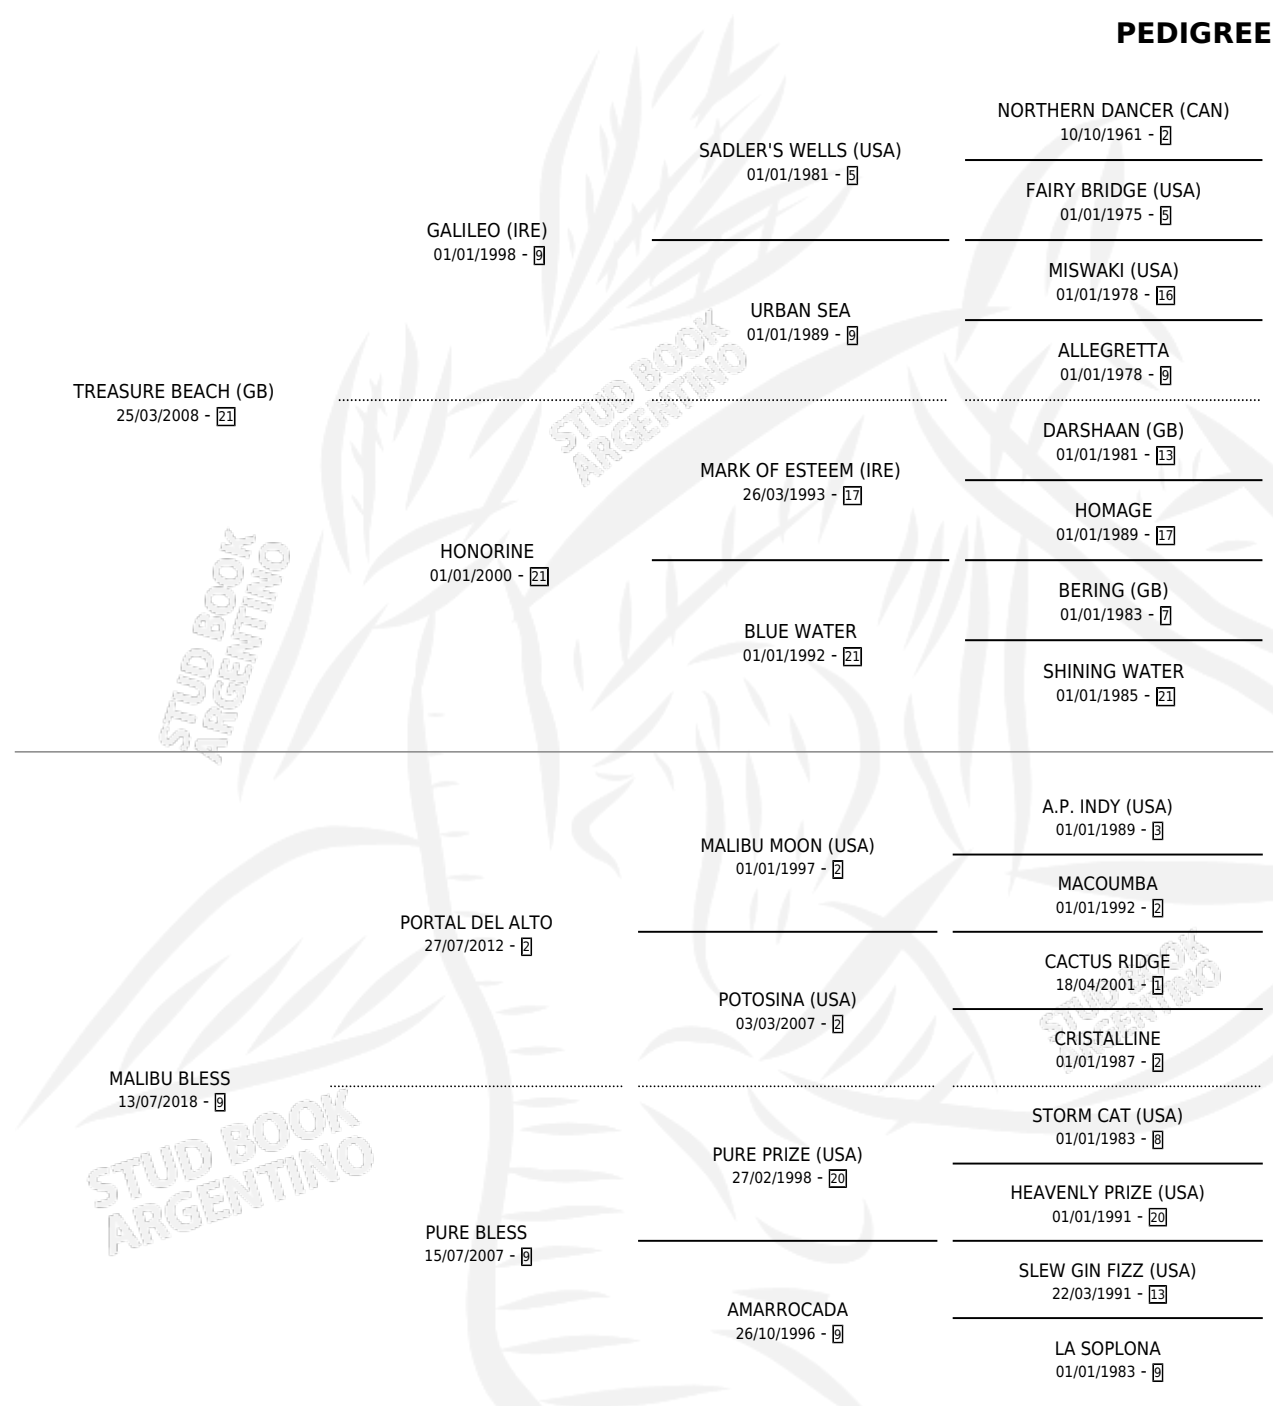 PEDIGREE
NORTHERN DANCER (CAN)
10/10/1961 - 2
SADLER'S WELLS (USA)
01/01/1981 - 5
FAIRY BRIDGE (USA)
01/01/1975 - 5
GALILEO (IRE)
01/01/1998 - 9
MISWAKI (USA)
01/01/1978 - 16
URBAN SEA
01/01/1989 - 9
ALLEGRETTA
01/01/1978 - 9
TREASURE BEACH (GB)
25/03/2008 - 21
STUD BOOK
ARGENTINO
DARSHAAN (GB)
01/01/1981 - 13
MARK OF ESTEEM (IRE)
26/03/1993 - 17
HOMAGE
01/01/1989 - 17
HONORINE
01/01/2000 - 21
BERING (GB)
01/01/1983 - 7
BLUE WATER
01/01/1992 - 21
SHINING WATER
01/01/1985 - 21
STUD BOOK
ARGENTINO
A.P. INDY (USA)
01/01/1989 - 3
MALIBU MOON (USA)
01/01/1997 - 2
MACOUMBA
01/01/1992 - 2
PORTAL DEL ALTO
27/07/2012 - 2
CACTUS RIDGE
18/04/2001 - 1
POTOSINA (USA)
03/03/2007 - 2
STUD BOOK
ARGENTINO
CRISTALLINE
01/01/1987 - 2
MALIBU BLESS
13/07/2018 - 9
STORM CAT (USA)
01/01/1983 - 8
PURE PRIZE (USA)
27/02/1998 - 20
STUD BOOK
ARGENTINO
HEAVENLY PRIZE (USA)
01/01/1991 - 20
PURE BLESS
15/07/2007 - 9
SLEW GIN FIZZ (USA)
22/03/1991 - 13
AMARROCADA
26/10/1996 - 9
LA SOPLONA
01/01/1983 - 9